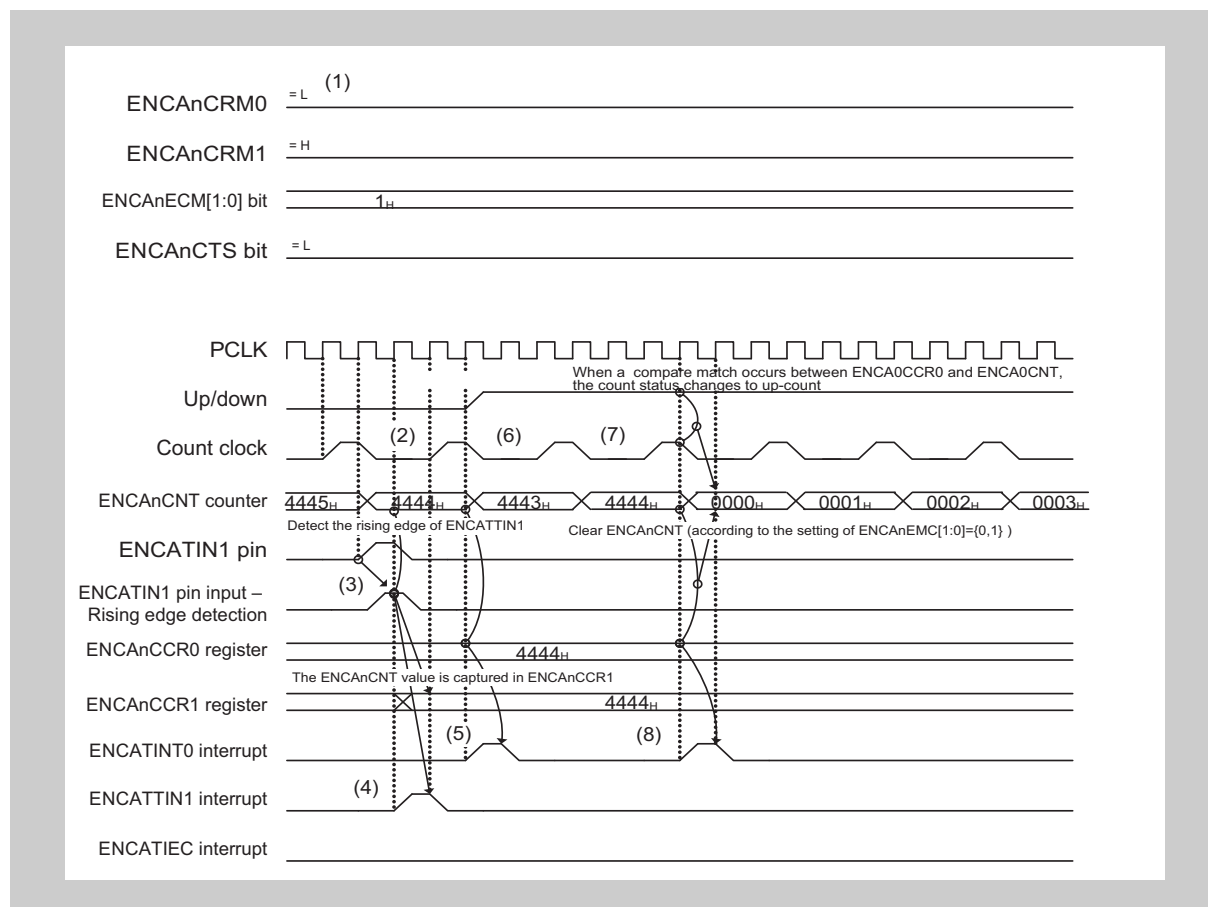 (1)
ENCAnCRM0 = L
ENCAnCRM1 = H
ENCAnECM[1:0] bit 1H
ENCAnCTS bit = L
PCLK
When a compare match occurs between ENCA0CCR0 and ENCA0CNT,
the count status changes to up-count
Up/down
Count clock (2) (6) (7)
ENCAnCNT counter 4445H 4444H 4443H 4444H 0000H 0001H 0002H 0003H
Detect the rising edge of ENCATTIN1 Clear ENCAnCNT (according to the setting of ENCAnEMC[1:0]={0,1} )
ENCATIN1 pin
(3)
ENCATIN1 pin input –
Rising edge detection
ENCAnCCR0 register 4444H
The ENCAnCNT value is captured in ENCAnCCR1
ENCAnCCR1 register 4444H
(5) (8)
ENCATINT0 interrupt
(4)
ENCATTIN1 interrupt
ENCATIEC interrupt